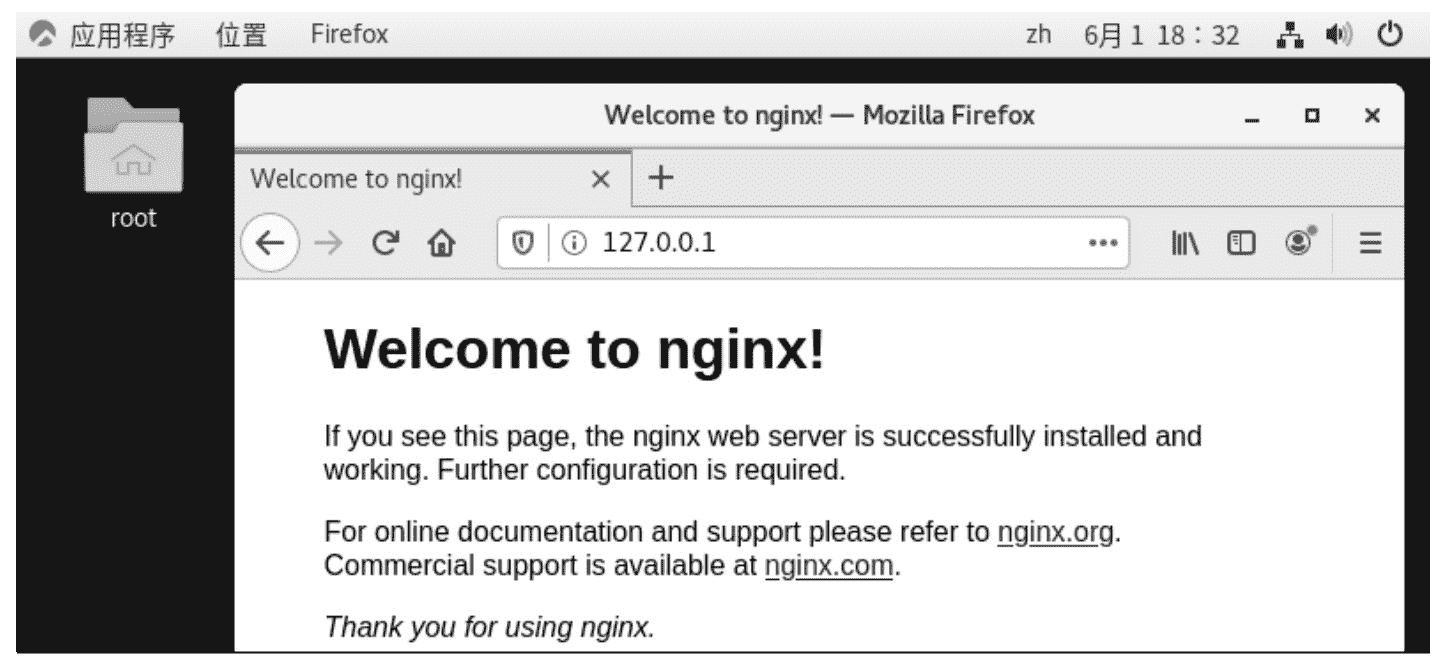 应用程序 位置 Firefox zh 6月 1 18：32
root
Welcome to nginx! — Mozilla Firefox
Welcome to nginx!
127.0.0.1
Welcome to nginx!
If you see this page, the nginx web server is successfully installed and
working. Further configuration is required.
For online documentation and support please refer to nginx.org.
Commercial support is available at nginx.com.
Thank you for using nginx.